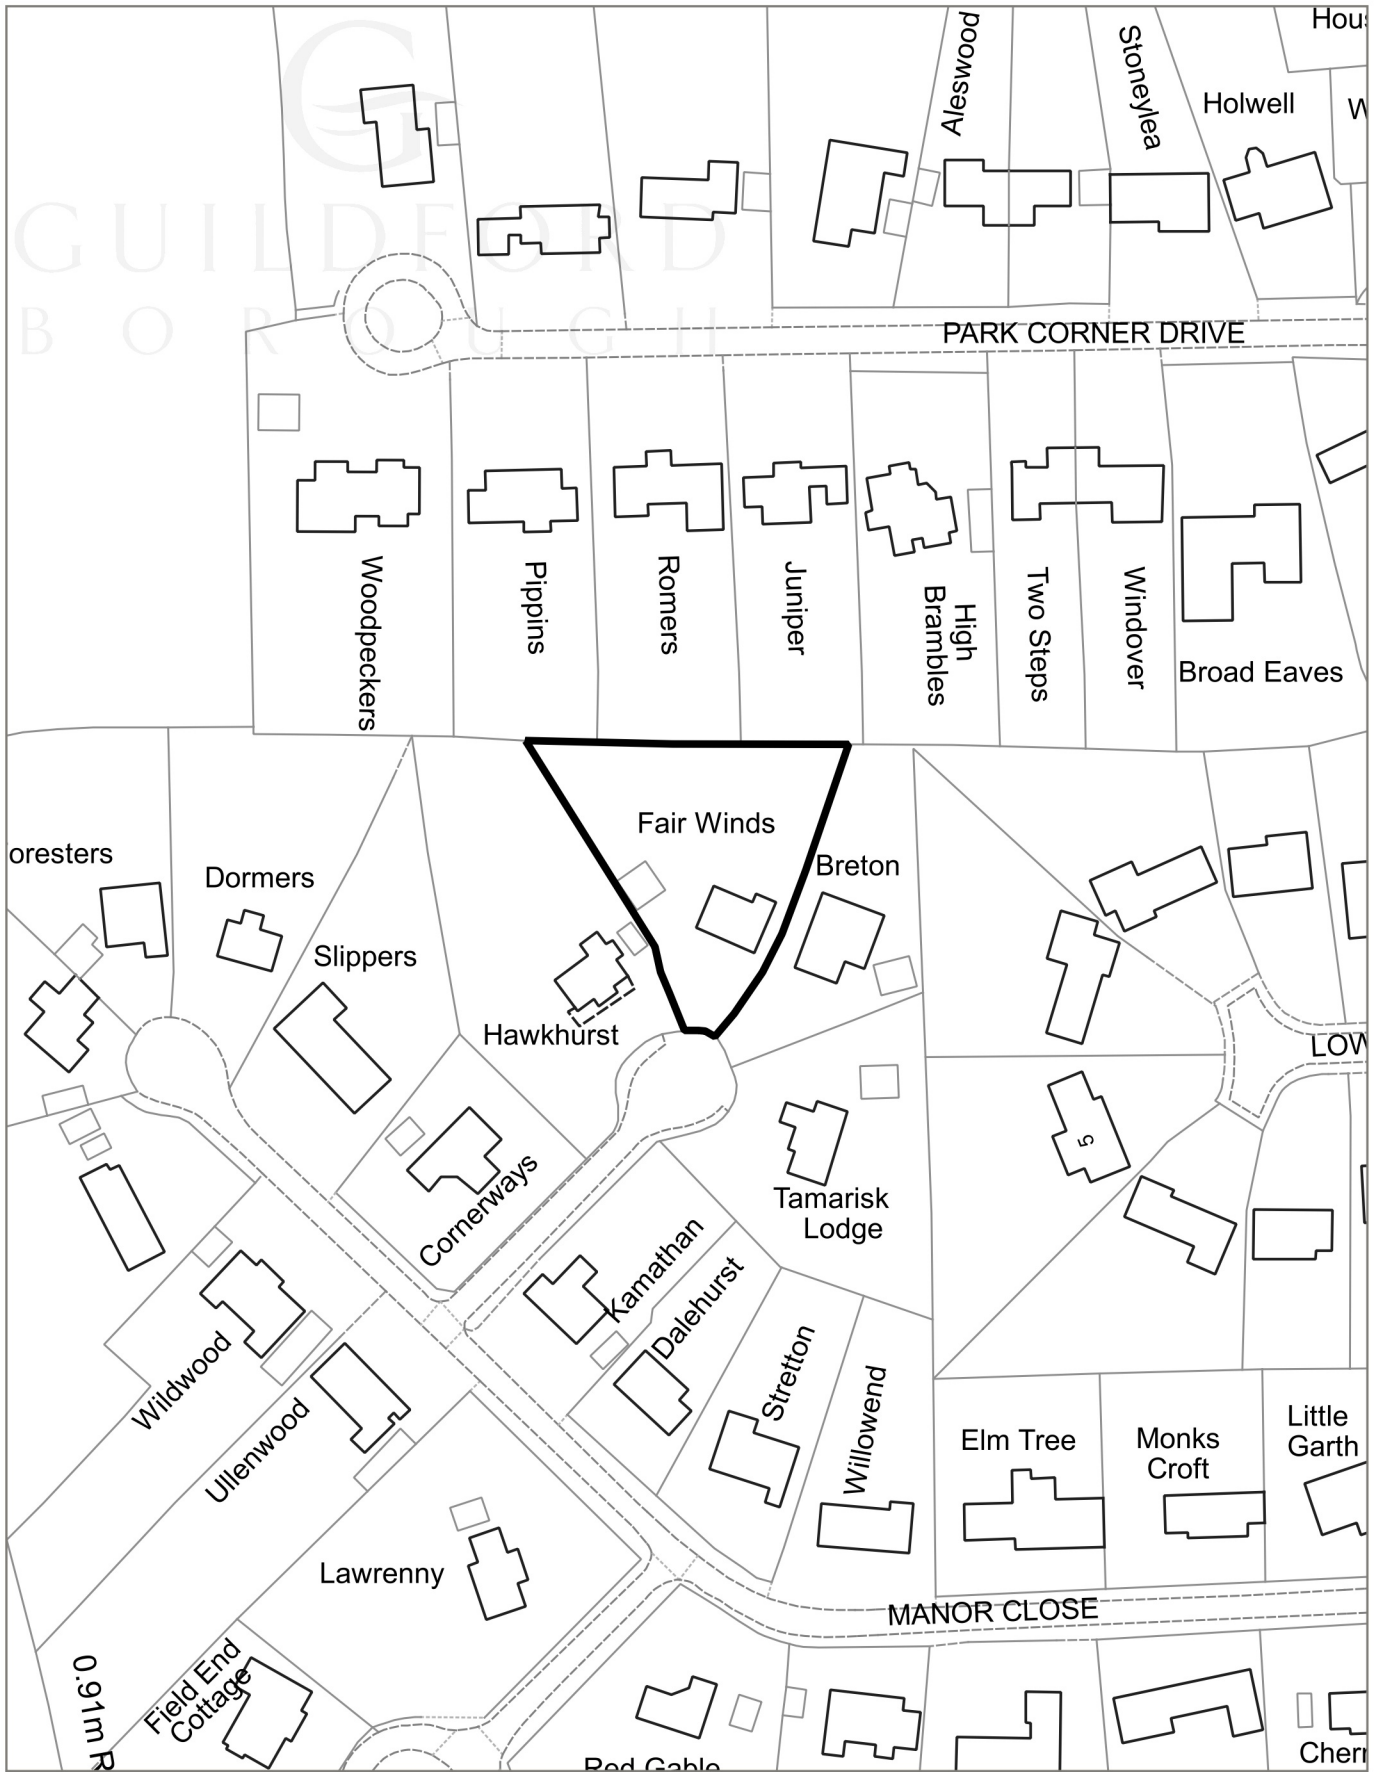 Hou
Aleswood
Stoneylea
Holwell
W
GUILDFORD
BOROUGH
PARK CORNER DRIVE
Woodpeckers
Pippins
Romers
Juniper
High
Brambles
Two Steps
Windover
Broad Eaves
Fair Winds
Breton
oresters
Dormers
Slippers
Hawkhurst
LOW
5
Cornerways
Tamarisk
Lodge
Kamathan
Dalehurst
Stretton
Willowend
Wildwood
Ullenwood
Elm Tree
Monks
Croft
Little
Garth
Lawrenny
MANOR CLOSE
Field End
Cottage
0.91m R
Red Gable
Cherr